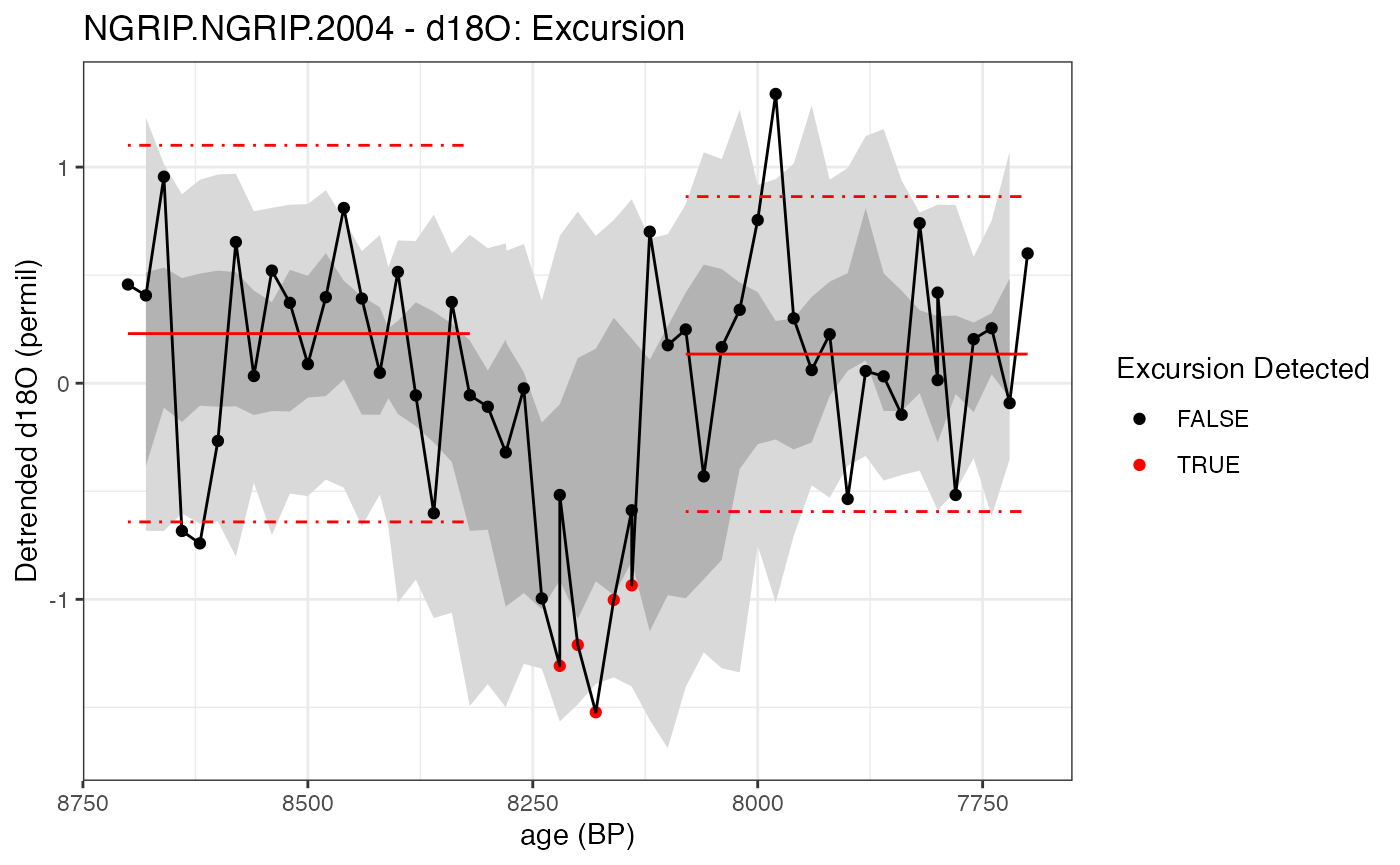 NGRIP.NGRIP.2004 - d18O: Excursion
Detrended d18O (permil)
1
0
-1
8750 8500 8250 8000 7750
age (BP)
Excursion Detected
FALSE
TRUE